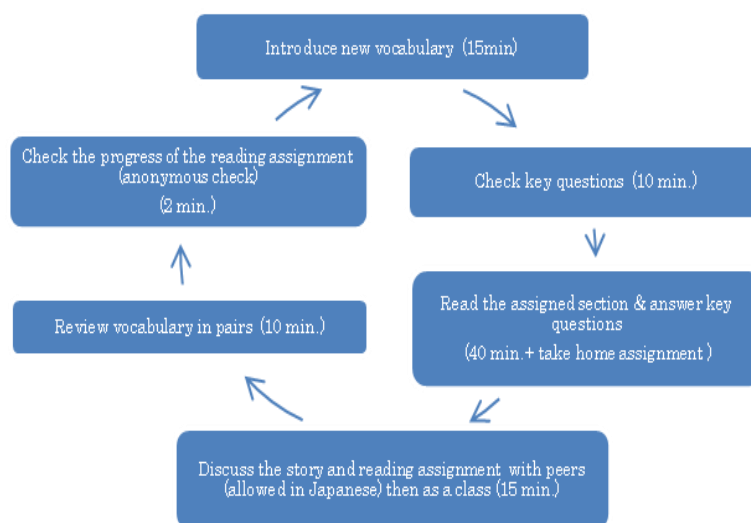 Introduce new vocabulary (15min)
Check key questions (10 min.)
Read the assigned section & answer key
questions
(40 min.+ take home assignment )
Discuss the story and reading assignment with peers
(allowed in Japanese) then as a class (15 min.)
Review vocabulary in pairs (10 min.)
Check the progress of the reading assignment
(anonymous check)
(2 min.)